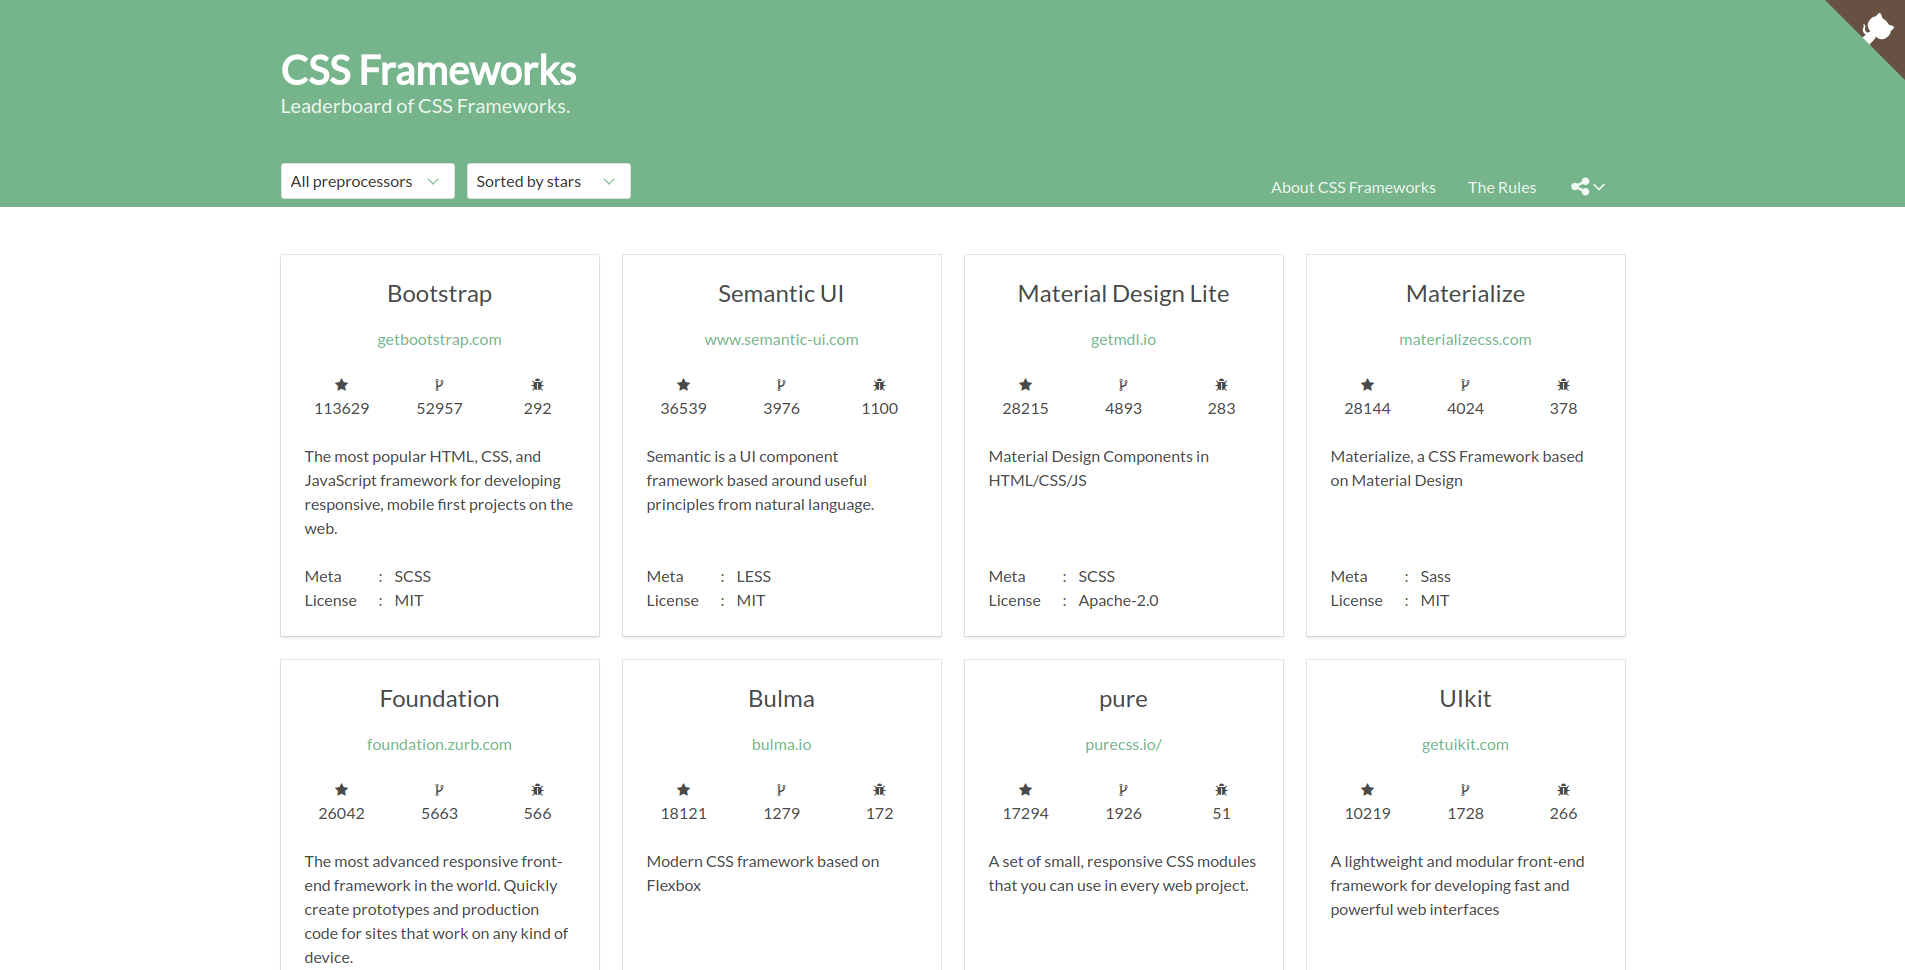 CSS Frameworks
Leaderboard of CSS Frameworks.
All preprocessors
Sorted by stars
About CSS Frameworks
The Rules
Bootstrap
getbootstrap.com
113629 52957 292
The most popular HTML, CSS, and
JavaScript framework for developing
responsive, mobile first projects on the
web.
Meta : SCSS
License : MIT
Semantic UI
www.semantic-ui.com
36539 3976 1100
Semantic is a UI component
framework based around useful
principles from natural language.
Meta : LESS
License : MIT
Material Design Lite
getmdl.io
28215 4893 283
Material Design Components in
HTML/CSS/JS
Meta : SCSS
License : Apache-2.0
Materialize
materializecss.com
28144 4024 378
Materialize, a CSS Framework based
on Material Design
Meta : Sass
License : MIT
Foundation
foundation.zurb.com
26042 5663 566
The most advanced responsive front-
end framework in the world. Quickly
create prototypes and production
code for sites that work on any kind of
device.
Bulma
bulma.io
18121 1279 172
Modern CSS framework based on
Flexbox
pure
purecss.io/
17294 1926 51
A set of small, responsive CSS modules
that you can use in every web project.
UIkit
getuikit.com
10219 1728 266
A lightweight and modular front-end
framework for developing fast and
powerful web interfaces